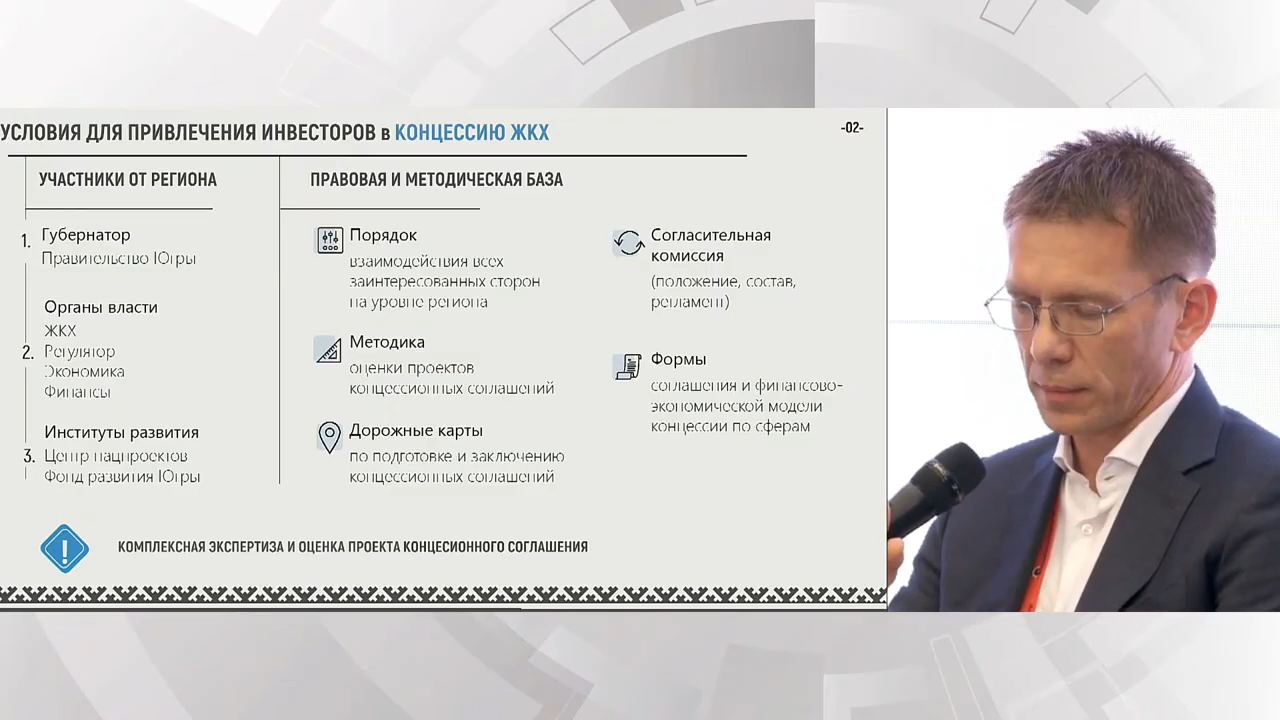 УСЛОВИЯ ДЛЯ ПРИВЛЕЧЕНИЯ ИНВЕСТОРОВ в КОНЦЕССИЮ ЖКХ
-02-
УЧАСТНИКИ ОТ РЕГИОНА
1.
Губернатор
Правительство Югры
2.
Органы власти
ЖКХ
Регулятор
Экономика
Финансы
3.
Институты развития
Центр нацпроектов
Фонд развития Югры
ПРАВОВАЯ И МЕТОДИЧЕСКАЯ БАЗА
Порядок
взаимодействия всех
заинтересованных сторон
на уровне региона
Методика
оценки проектов
концессионных соглашений
Дорожные карты
по подготовке и заключению
концессионных соглашений
Согласительная
комиссия
(положение, состав,
регламент)
Формы
соглашения и финансово-
экономической модели
концессии по сферам
КОМПЛЕКСНАЯ ЭКСПЕРТИЗА И ОЦЕНКА ПРОЕКТА КОНЦЕСИОННОГО СОГЛАШЕНИЯ